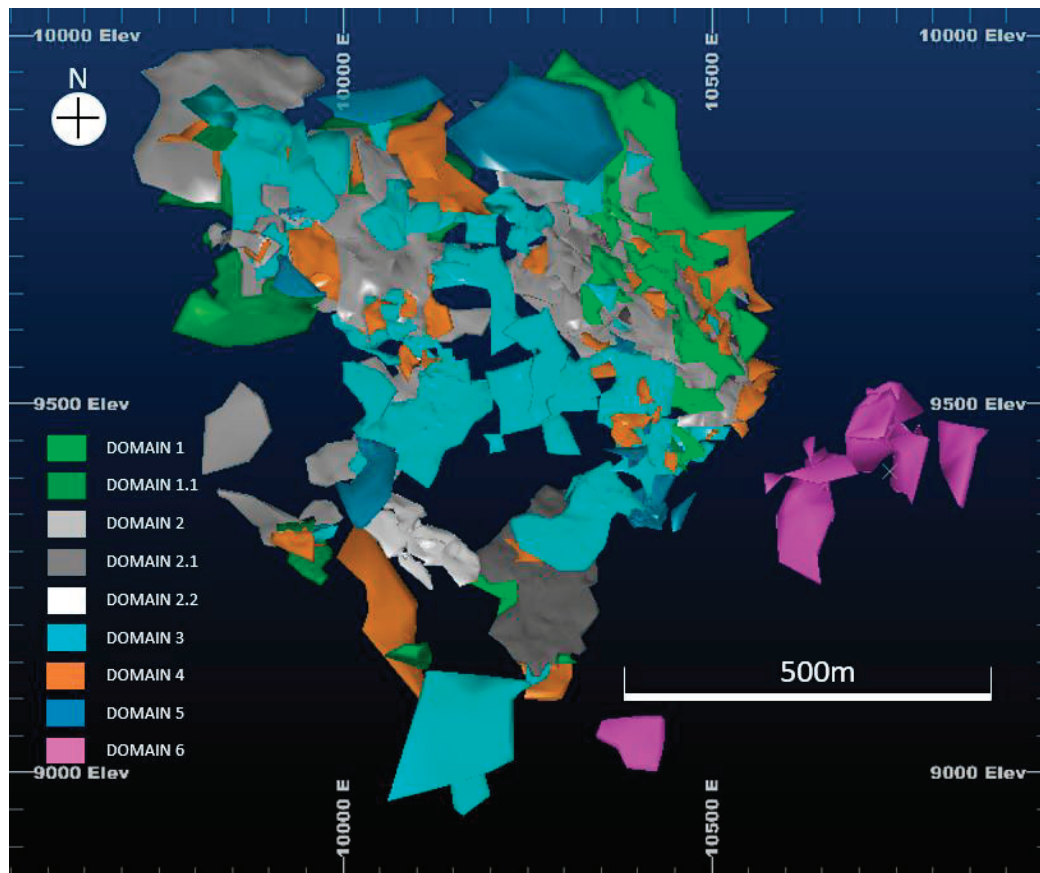 10000 Elev
10000 E
10500 E
10000 Elev
N
9500 Elev
9500 Elev
DOMAIN 1
DOMAIN 1.1
DOMAIN 2
DOMAIN 2.1
DOMAIN 2.2
DOMAIN 3
DOMAIN 4
DOMAIN 5
DOMAIN 6
500m
9000 Elev
9000 Elev
10000 E
10500 E